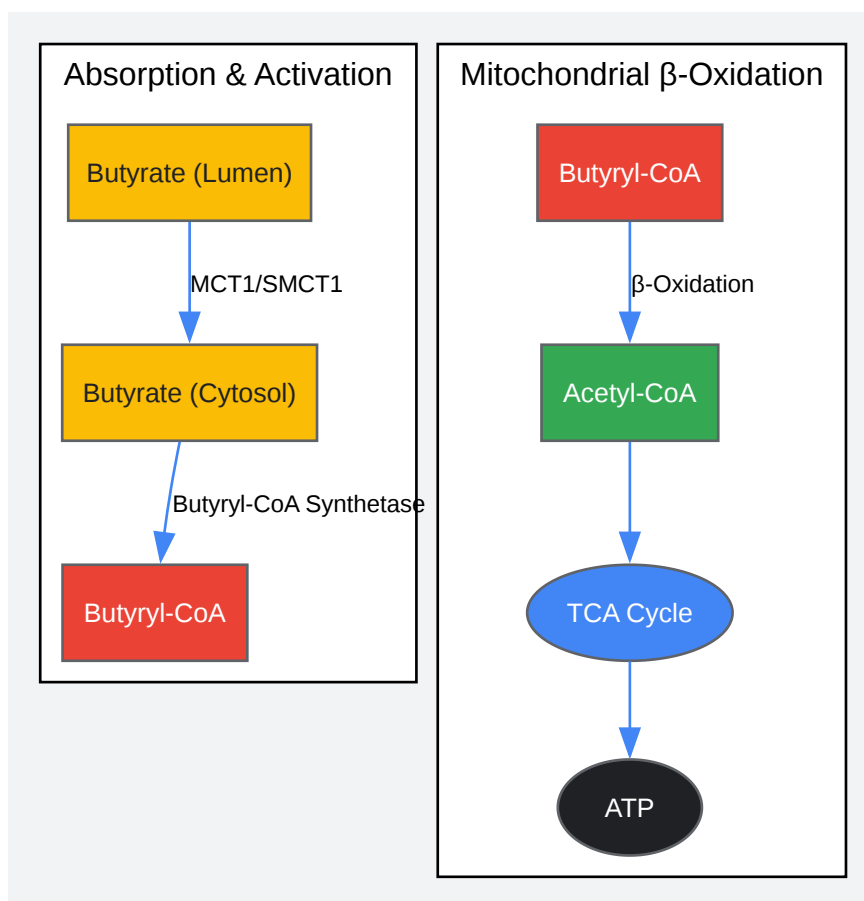 Absorption & Activation
Butyrate (Lumen)
MCT1/SMCT1
Butyrate (Cytosol)
Butyryl-CoA Synthetase
Butyryl-CoA
Mitochondrial β-Oxidation
Butyryl-CoA
β-Oxidation
Acetyl-CoA
TCA Cycle
ATP